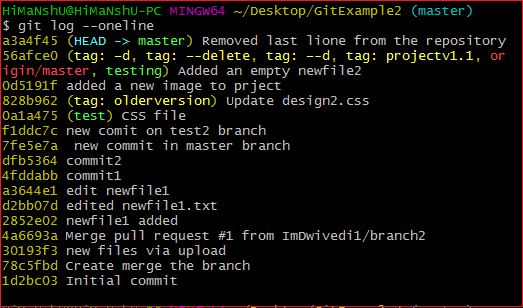 HiMaNshU@HiMaNshU-PC MINGW64 ~/Desktop/GitExample2 (master)
$ git log --oneline
a3a4f45 (HEAD -> master) Removed last lione from the repository
56afce0 (tag: -d, tag: --delete, tag: --d, tag: projectv1.1, or
igin/master, testing) Added an empty newfile2
0d5191f added a new image to prject
828b962 (tag: olderversion) Update design2.css
0a1a475 (test) CSS file
f1ddc7c new comit on test2 branch
7fe5e7a  new commit in master branch
dfb5364 commit2
4fddabb commit1
a3644e1 edit newfile1
d2bb07d edited newfile1.txt
2852e02 newfile1 added
4a6693a Merge pull request #1 from ImDwivedi1/branch2
30193f3 new files via upload
78c5fbd Create merge the branch
1d2bc03 Initial commit